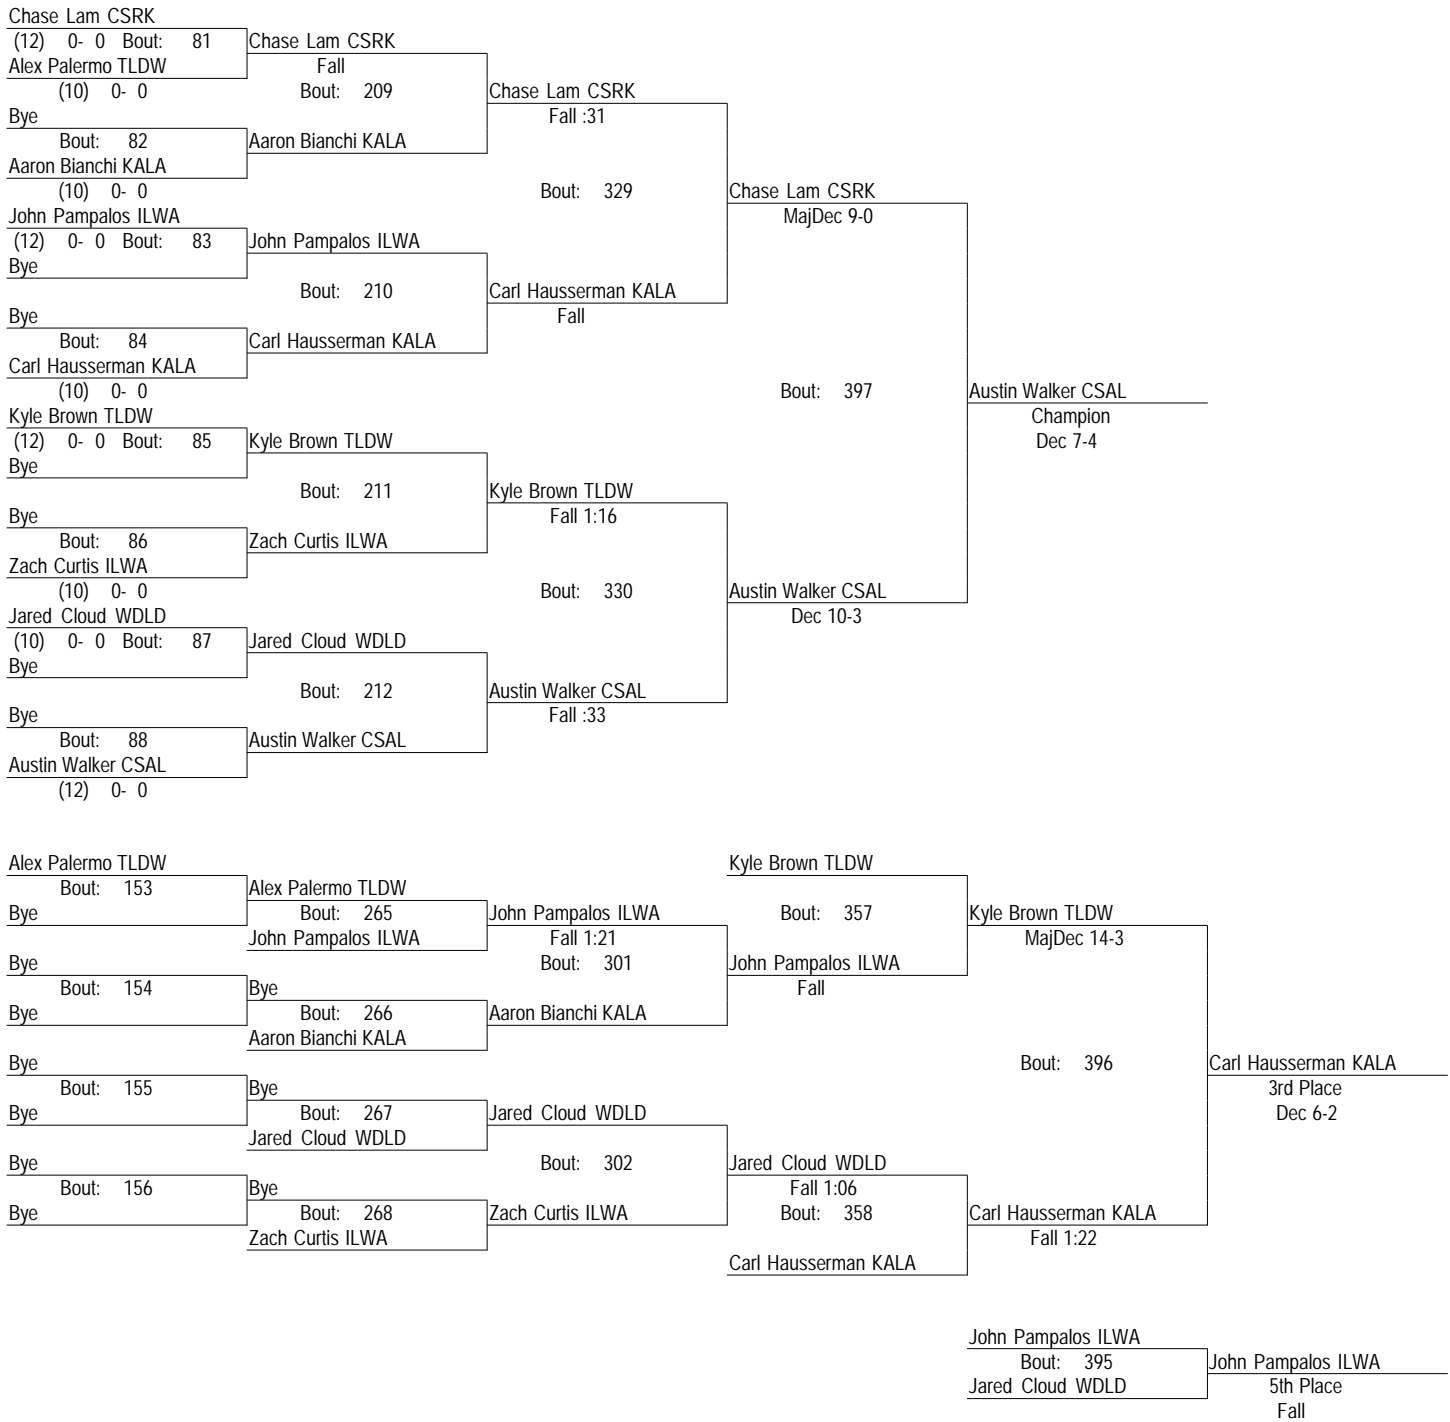 Chase Lam CSRK
(12) 0- 0 Bout: 81 Chase Lam CSRK
Alex Palermo TLDW Fall
(10) 0- 0 Bout: 209 Chase Lam CSRK
Bye Fall :31
Bout: 82 Aaron Bianchi KALA
Aaron Bianchi KALA
(10) 0- 0 Bout: 329 Chase Lam CSRK
John Pampalos ILWA MajDec 9-0
(12) 0- 0 Bout: 83 John Pampalos ILWA
Bye
Bout: 210 Carl Hausserman KALA
Bye Fall
Bout: 84 Carl Hausserman KALA
Carl Hausserman KALA
(10) 0- 0 Bout: 397 Austin Walker CSAL
Kyle Brown TLDW Champion
(12) 0- 0 Bout: 85 Kyle Brown TLDW Dec 7-4
Bye
Bout: 211 Kyle Brown TLDW
Bye Fall 1:16
Bout: 86 Zach Curtis ILWA
Zach Curtis ILWA
(10) 0- 0 Bout: 330 Austin Walker CSAL
Jared Cloud WDLD Dec 10-3
(10) 0- 0 Bout: 87 Jared Cloud WDLD
Bye
Bout: 212 Austin Walker CSAL
Bye Fall :33
Bout: 88 Austin Walker CSAL
Austin Walker CSAL
(12) 0- 0
Alex Palermo TLDW Kyle Brown TLDW
Bout: 153 Alex Palermo TLDW
Bye Bout: 265 John Pampalos ILWA Bout: 357 Kyle Brown TLDW
John Pampalos ILWA Fall 1:21 MajDec 14-3
Bye Bout: 301 John Pampalos ILWA
Bout: 154 Bye Fall
Bye Bout: 266 Aaron Bianchi KALA
Aaron Bianchi KALA
Bye Bout: 396 Carl Hausserman KALA
Bout: 155 Bye 3rd Place
Bye Bout: 267 Jared Cloud WDLD Dec 6-2
Jared Cloud WDLD
Bye Bout: 302 Jared Cloud WDLD
Bout: 156 Bye Fall 1:06
Bye Bout: 268 Zach Curtis ILWA Bout: 358 Carl Hausserman KALA
Zach Curtis ILWA Fall 1:22
Carl Hausserman KALA
John Pampalos ILWA
Bout: 395 John Pampalos ILWA
Jared Cloud WDLD 5th Place
Fall